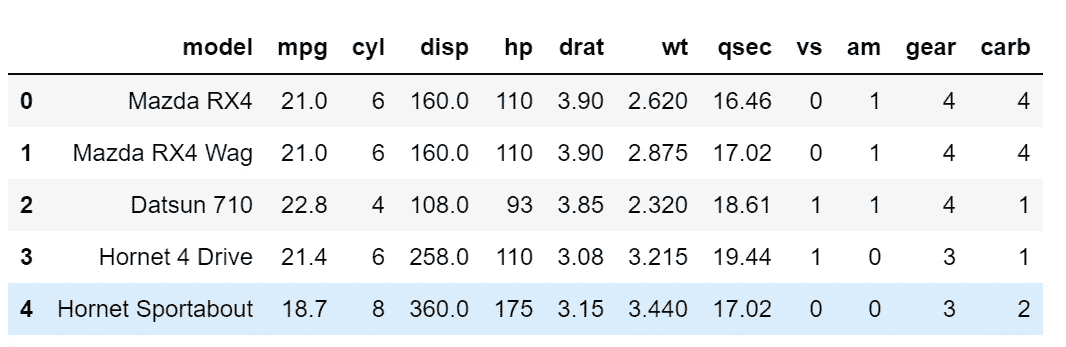 model mpg cyl disp hp drat wt qsec vs am gear carb
0 Mazda RX4 21.0 6 160.0 110 3.90 2.620 16.46 0 1 4 4
1 Mazda RX4 Wag 21.0 6 160.0 110 3.90 2.875 17.02 0 1 4 4
2 Datsun 710 22.8 4 108.0 93 3.85 2.320 18.61 1 1 4 1
3 Hornet 4 Drive 21.4 6 258.0 110 3.08 3.215 19.44 1 0 3 1
4 Hornet Sportabout 18.7 8 360.0 175 3.15 3.440 17.02 0 0 3 2